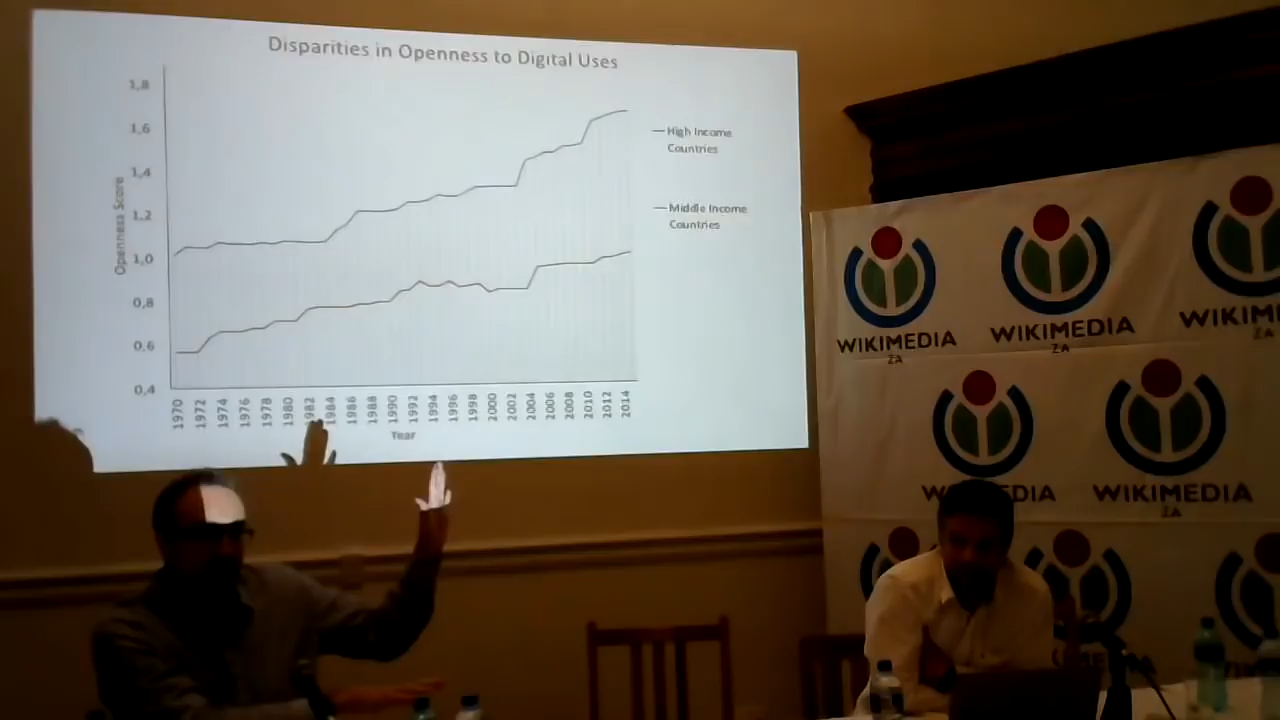 Disparities in Openness to Digital Uses
1,8
1,6
1,4
1,2
1,0
0,8
0,6
0,4
Openness Score
High Income
Countries
Middle Income
Countries
1970 1972 1974 1976 1978 1980 1982 1984 1986 1988 1990 1992 1994 1996 1998 2000 2002 2004 2006 2008 2010 2012 2014
Year
WIKIMEDIA
ZA
WIKIMEDIA
ZA
WIKIM
ZA
W DIA
WIKIMEDIA
ZA